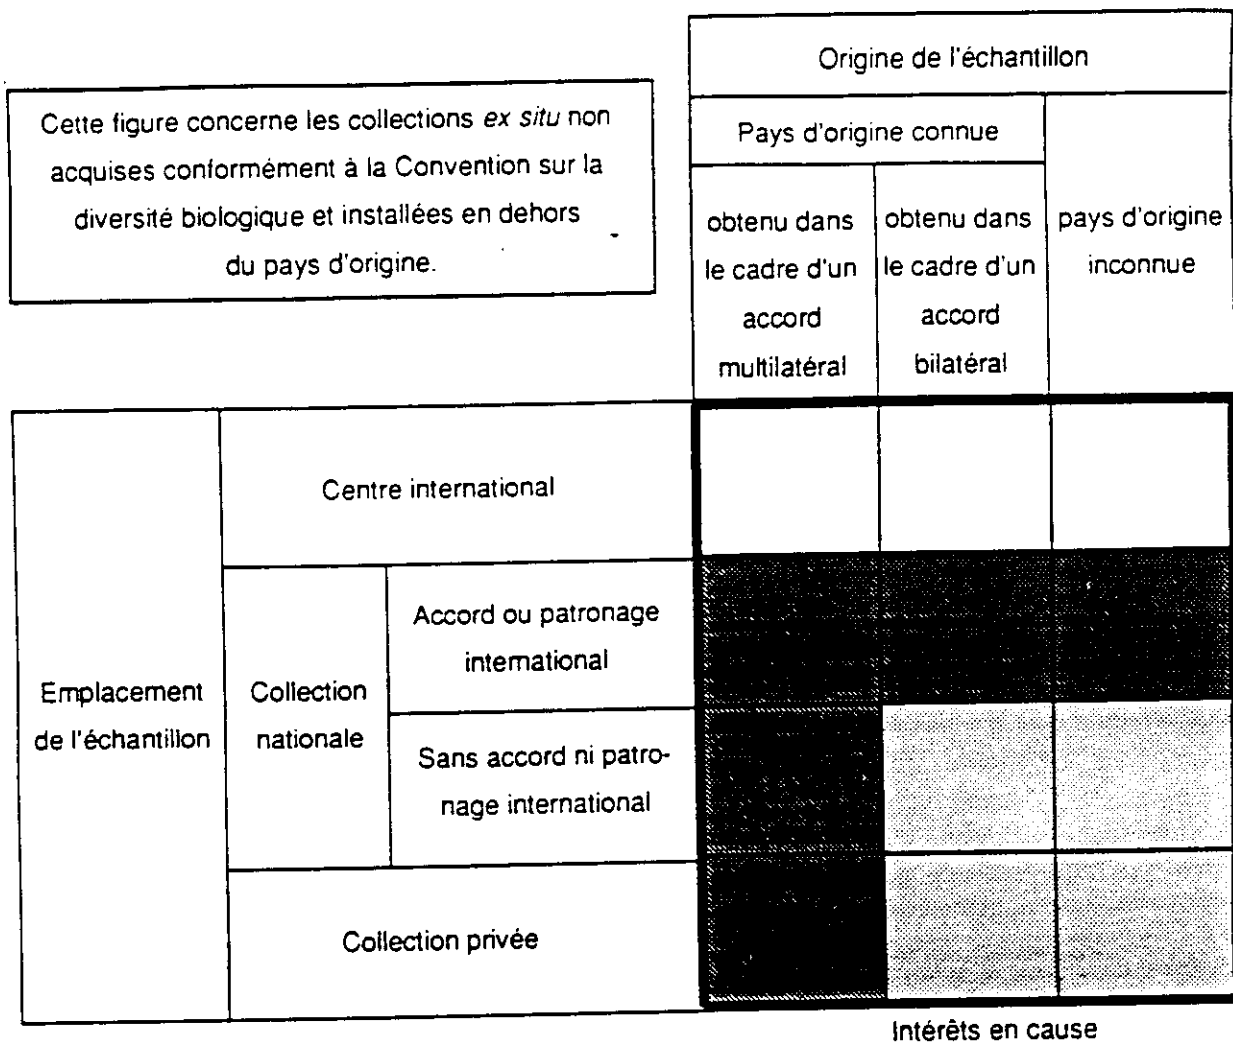 Cette figure concerne les collections ex situ non
acquises conformément à la Convention sur la
diversité biologique et installées en dehors
du pays d'origine.
Origine de l'échantillon
Pays d'origine connue
obtenu dans
le cadre d'un
accord
multilatéral
obtenu dans
le cadre d'un
accord
bilatéral
pays d'origine
inconnue
Emplacement
de l'échantillon
Centre international
Collection
nationale
Accord ou patronage
international
Sans accord ni patro-
nage international
Collection privée
Intérêts en cause